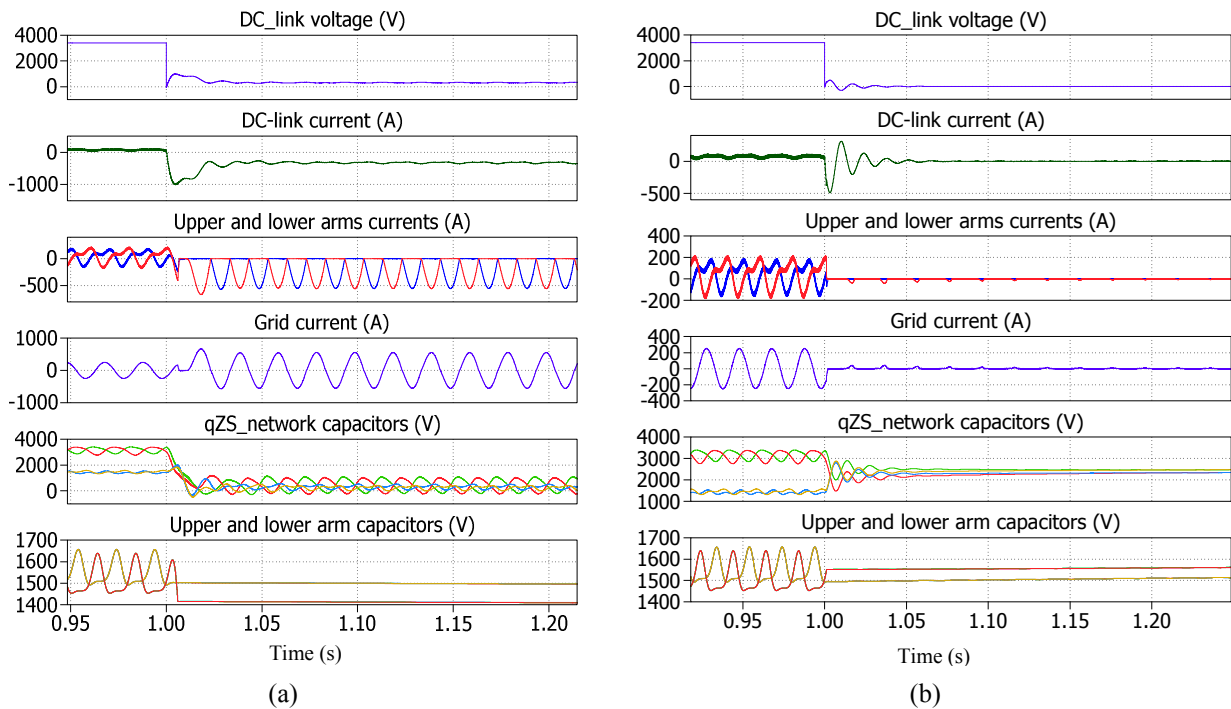 DC_link voltage (V)
4000
2000
0
DC-link current (A)
0
-1000
Upper and lower arms currents (A)
0
-500
Grid current (A)
1000
0
-1000
qZS_network capacitors (V)
4000
2000
0
Upper and lower arm capacitors (V)
1700
1600
1500
1400
0.95 1.00 1.05 1.10 1.15 1.20
Time (s)
(a)
DC_link voltage (V)
4000
2000
0
DC-link current (A)
0
-500
Upper and lower arms currents (A)
400
200
0
-200
Grid current (A)
400
200
0
-200
-400
qZS_network capacitors (V)
4000
3000
2000
1000
Upper and lower arm capacitors (V)
1700
1600
1500
1400
0.95 1.00 1.05 1.10 1.15 1.20
Time (s)
(b)